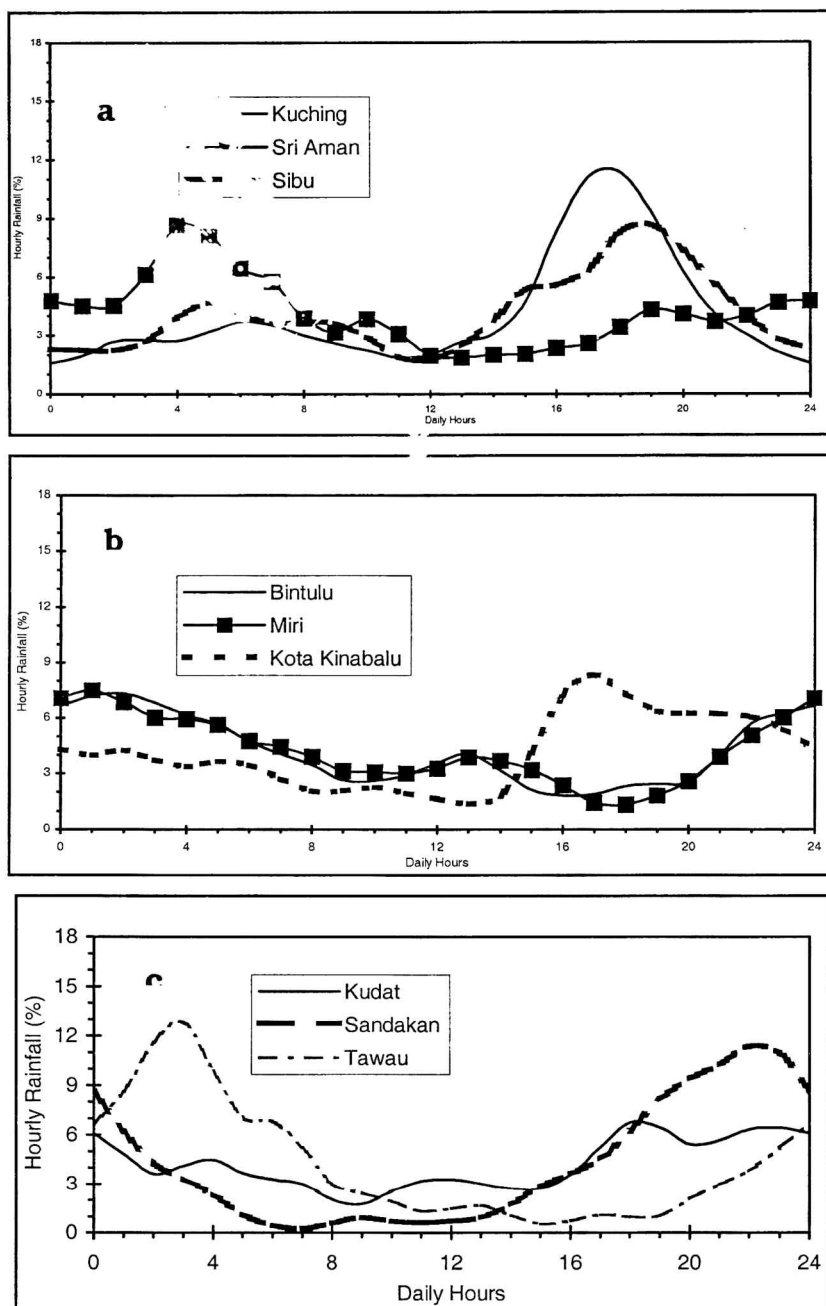 a
Kuching
Sri Aman
Sibu
Hourly Rainfall (%)
18
15
12
9
6
3
0
0 4 8 12 16 20 24
Daily Hours
b
Bintulu
Miri
Kota Kinabalu
Hourly Rainfall (%)
18
15
12
9
6
3
0
0 4 8 12 16 20 24
Daily Hours
c
Kudat
Sandakan
Tawau
Hourly Rainfall (%)
18
15
12
9
6
3
0
0 4 8 12 16 20 24
Daily Hours